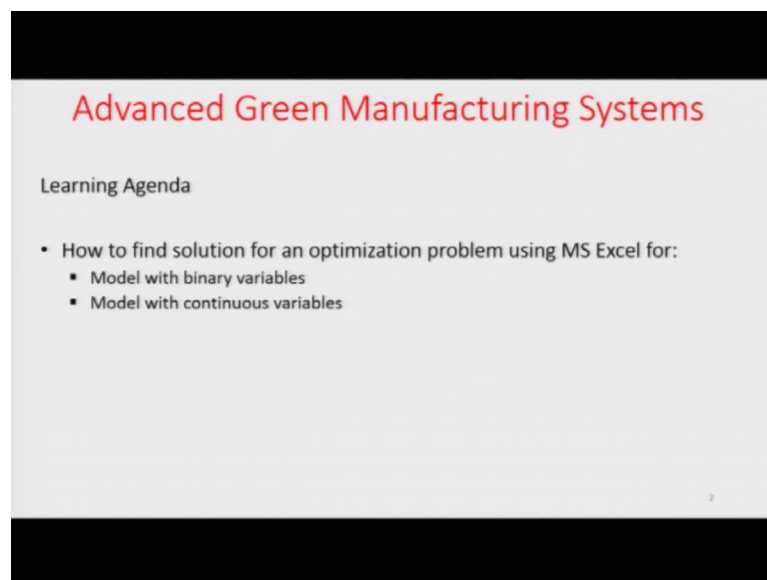 Advanced Green Manufacturing Systems
Learning Agenda
• How to find solution for an optimization problem using MS Excel for:
▪ Model with binary variables
▪ Model with continuous variables
2